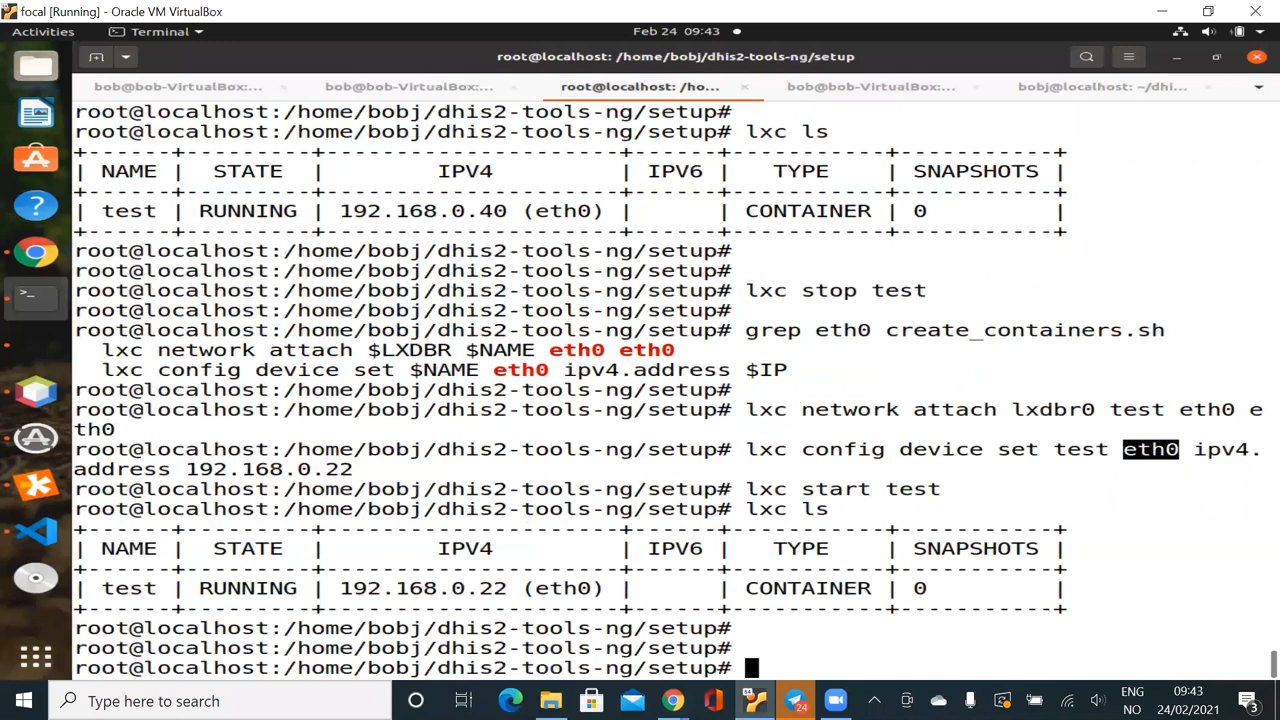 focal [Running] - Oracle VM VirtualBox
Activities
Terminal
Feb 24 09:43
root@localhost: /home/bobj/dhis2-tools-ng/setup
bob@bob-VirtualBox:...
bob@bob-VirtualBox:...
root@localhost: /ho...
bob@bob-VirtualBox:...
bobj@localhost: ~/dhi...
root@localhost:/home/bobj/dhis2-tools-ng/setup#
root@localhost:/home/bobj/dhis2-tools-ng/setup# lxc ls
+------+---------+---------------------+------+-----------+-----------+
| NAME | STATE | IPV4 | IPV6 | TYPE | SNAPSHOTS |
+------+---------+---------------------+------+-----------+-----------+
| test | RUNNING | 192.168.0.40 (eth0) | | CONTAINER | 0 |
+------+---------+---------------------+------+-----------+-----------+
root@localhost:/home/bobj/dhis2-tools-ng/setup#
root@localhost:/home/bobj/dhis2-tools-ng/setup#
root@localhost:/home/bobj/dhis2-tools-ng/setup# lxc stop test
root@localhost:/home/bobj/dhis2-tools-ng/setup#
root@localhost:/home/bobj/dhis2-tools-ng/setup# grep eth0 create_containers.sh
lxc network attach $LXDBR $NAME eth0 eth0
lxc config device set $NAME eth0 ipv4.address $IP
root@localhost:/home/bobj/dhis2-tools-ng/setup#
root@localhost:/home/bobj/dhis2-tools-ng/setup# lxc network attach lxdbr0 test eth0 e
th0
root@localhost:/home/bobj/dhis2-tools-ng/setup# lxc config device set test eth0 ipv4.
address 192.168.0.22
root@localhost:/home/bobj/dhis2-tools-ng/setup# lxc start test
root@localhost:/home/bobj/dhis2-tools-ng/setup# lxc ls
+------+---------+---------------------+------+-----------+-----------+
| NAME | STATE | IPV4 | IPV6 | TYPE | SNAPSHOTS |
+------+---------+---------------------+------+-----------+-----------+
| test | RUNNING | 192.168.0.22 (eth0) | | CONTAINER | 0 |
+------+---------+---------------------+------+-----------+-----------+
root@localhost:/home/bobj/dhis2-tools-ng/setup#
root@localhost:/home/bobj/dhis2-tools-ng/setup#
root@localhost:/home/bobj/dhis2-tools-ng/setup#
Type here to search
24
ENG
NO
09:43
24/02/2021
3